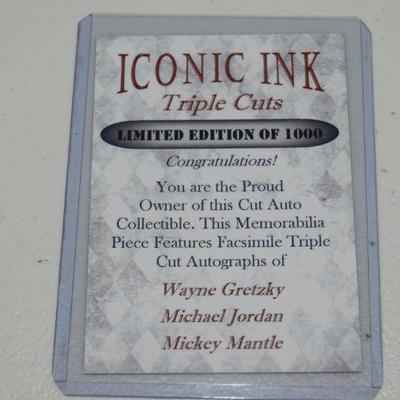 ICONIC INK
Triple Cuts
LIMITED EDITION OF 1000
Congratulations!
You are the Proud
Owner of this Cut Auto
Collectible. This Memorabilia
Piece Features Facsimile Triple
Cut Autographs of
Wayne Gretzky
Michael Jordan
Mickey Mantle